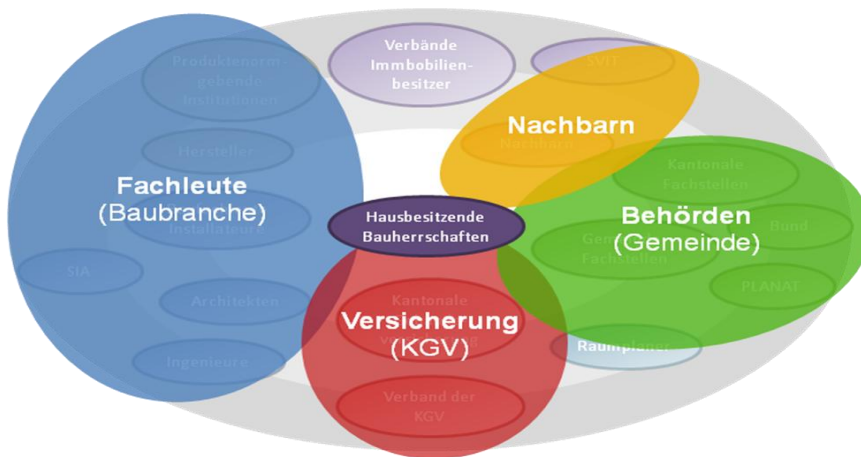 Produktenorm-
gebende
Institutionen
Verbände
Immobilien-
besitzer
SVIT
Nachbarn
Hersteller
Nachbarn
Kantonale
Fachstellen
Fachleute
(Baubranche)
Installateure
Hausbesitzende
Bauherrschaften
Behörden
(Gemeinde)
Bund
Fachstellen
SIA
PLANAT
Architekten
Kantonale
Versicherung
(KGV)
Raumplaner
Ingenieure
Verband der
KGV